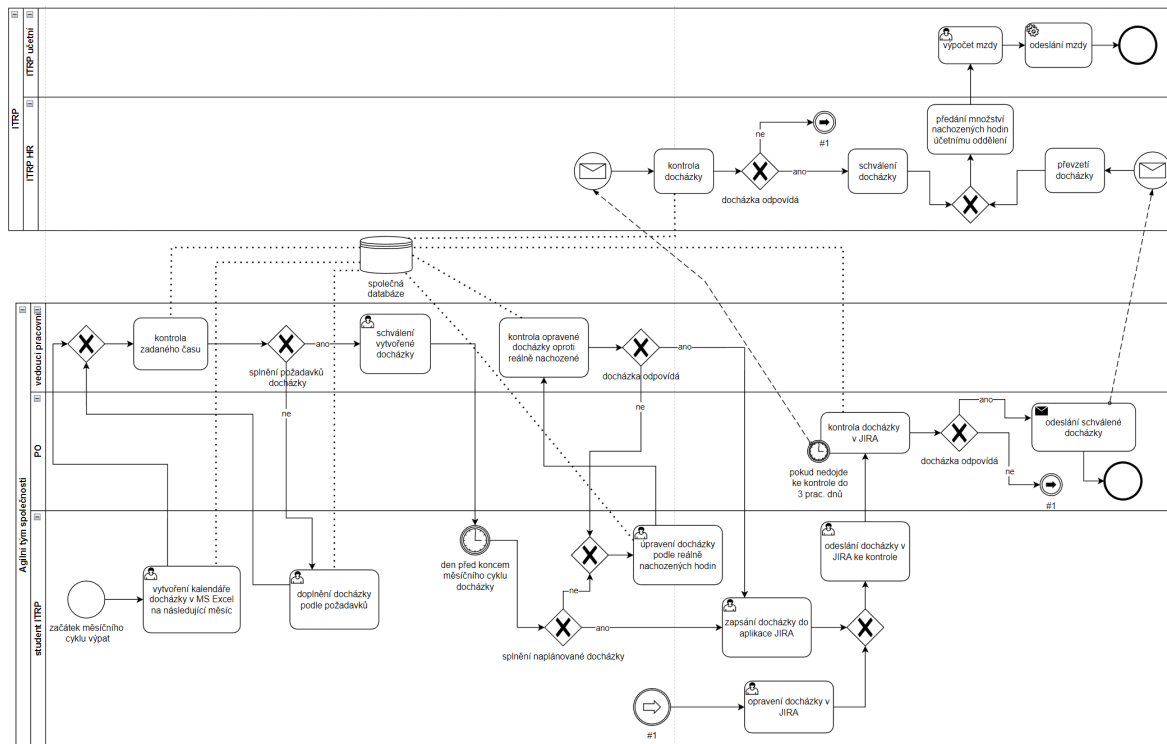 ITRP
ITRP účetní
výpočet mzdy
odeslání mzdy
ITRP HR
předání množství
nachozených hodin
účetnímu oddělení
ne
#1
kontrola
docházky
ano
docházka odpovídá
schválení
docházky
převzetí
docházky
společná
databáze
Agilní tým společnosti
vedoucí pracovní
kontrola
zadaného času
splnění požadavků
docházky
ano
ne
schválení
vytvořené
docházky
kontrola opravené
docházky oproti
reálně nachozené
ano
docházka odpovídá
ne
PO
kontrola docházky
v JIRA
pokud nedojde
ke kontrole do
3 prac. dnů
ano
docházka odpovídá
ne
#1
odeslání schválené
docházky
student ITRP
začátek měsíčního
cyklu výpat
vytvoření kalendáře
docházky v MS Excel
na následující měsíc
doplnění docházky
podle požadavků
den před koncem
měsíčního cyklu
docházky
ne
ano
splnění naplánované docházky
úpravení docházky
podle reálně
nachozených hodin
zapsání docházky do
aplikace JIRA
odeslání docházky v
JIRA ke kontrole
#1
opravení docházky v
JIRA